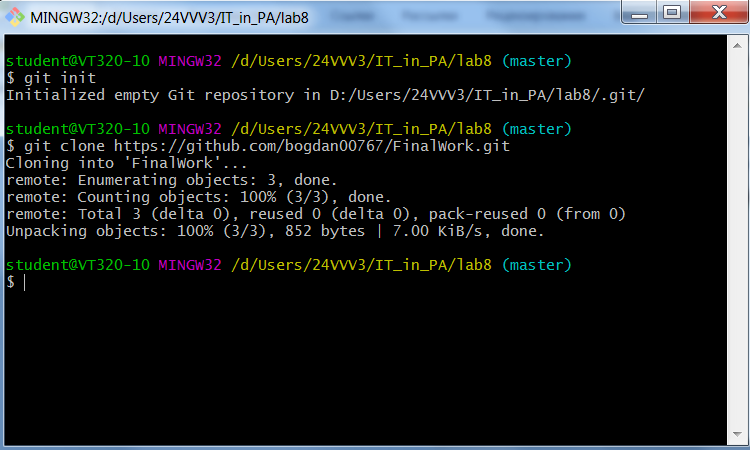 MINGW32:/d/Users/24VVV3/IT_in_PA/lab8
student@VT320-10 MINGW32 /d/Users/24VVV3/IT_in_PA/lab8 (master)
$ git init
Initialized empty Git repository in D:/Users/24VVV3/IT_in_PA/lab8/.git/
student@VT320-10 MINGW32 /d/Users/24VVV3/IT_in_PA/lab8 (master)
$ git clone https://github.com/bogdan00767/FinalWork.git
Cloning into 'FinalWork'...
remote: Enumerating objects: 3, done.
remote: Counting objects: 100% (3/3), done.
remote: Total 3 (delta 0), reused 0 (delta 0), pack-reused 0 (from 0)
Unpacking objects: 100% (3/3), 852 bytes | 7.00 KiB/s, done.
student@VT320-10 MINGW32 /d/Users/24VVV3/IT_in_PA/lab8 (master)
$